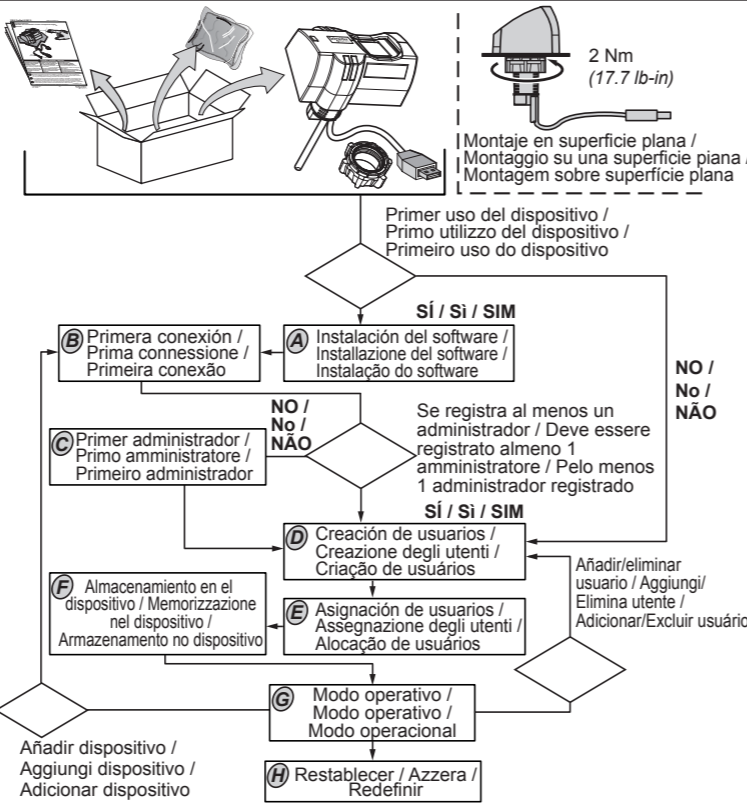 2 Nm
(17.7 lb-in)
Montaje en superficie plana /
Montaggio su una superficie piana /
Montagem sobre superfície plana
Primer uso del dispositivo /
Primo utilizzo del dispositivo /
Primeiro uso do dispositivo
SÍ / Sì / SIM
B Primera conexión /
Prima connessione /
Primeira conexão
A Instalación del software /
Installazione del software /
Instalação do software
NO /
No /
NÃO
NO /
No /
NÃO
C Primer administrador /
Primo amministratore /
Primeiro administrador
Se registra al menos un
administrador / Deve essere
registrato almeno 1
amministratore / Pelo menos
1 administrador registrado
SÍ / Sì / SIM
D Creación de usuarios /
Creazione degli utenti /
Criação de usuários
Añadir/eliminar
usuario / Aggiungi/
Elimina utente /
Adicionar/Excluir usuário
F Almacenamiento en el
dispositivo / Memorizzazione
nel dispositivo /
Armazenamento no dispositivo
E Asignación de usuarios /
Assegnazione degli utenti /
Alocação de usuários
G Modo operativo /
Modo operativo /
Modo operacional
Añadir dispositivo /
Aggiungi dispositivo /
Adicionar dispositivo
H Restablecer / Azzera /
Redefinir